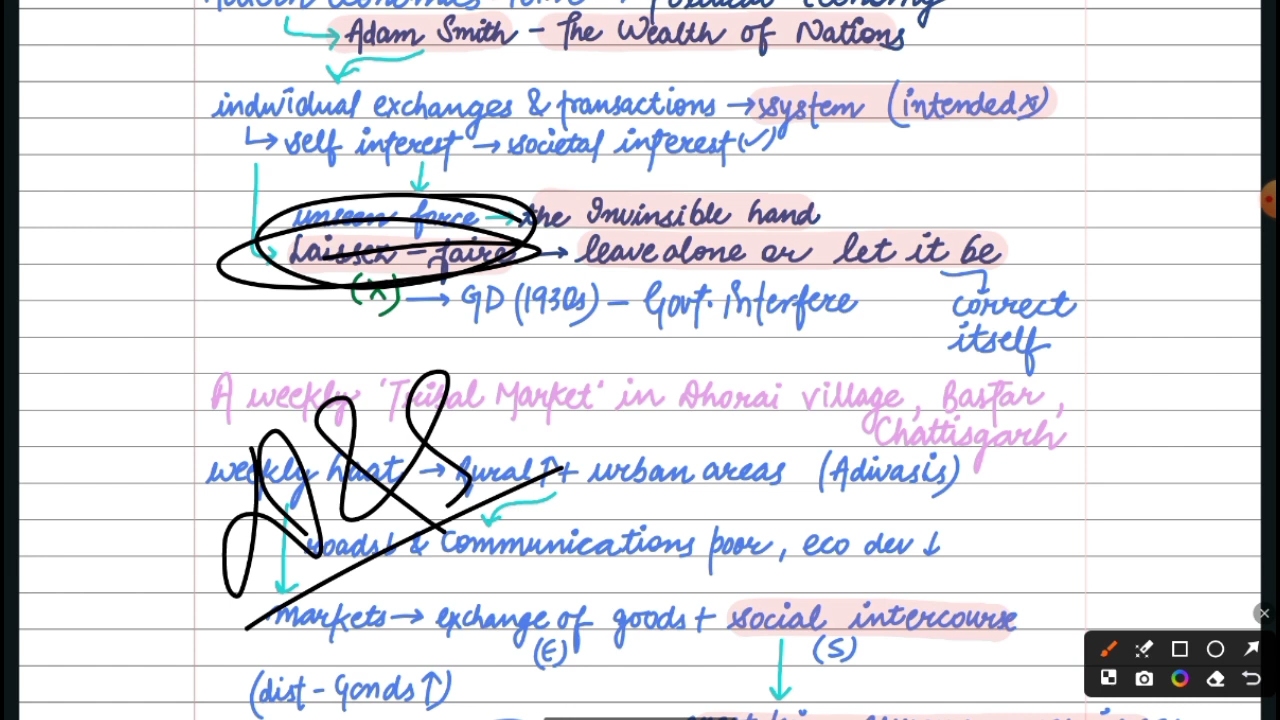 Adam Smith - The Wealth of Nations
individual exchanges & transactions → system (intended x)
↳ self interest → societal interest (✓)
unseen force → the Invinsible hand
Laissez - faire → leave alone or let it be
(X) → GD (1930s) - Govt. interfere correct
itself
A weekly 'Tribal Market' in Dhorai village, Bastar,
Chattisgarh
weekly haat → Rural ↑ + urban areas (Adivasis)
roads ↓ & Communications poor, eco dev ↓
A&S
markets → exchange of goods + social intercourse
(E) (S)
(dist - Gonds ↑)